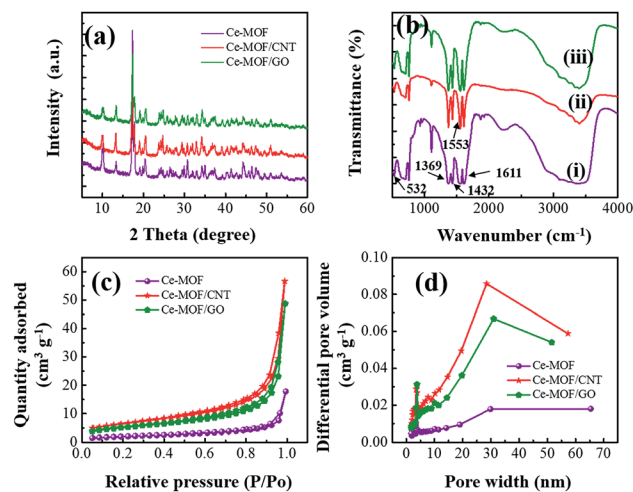 (a)
Ce-MOF
Ce-MOF/CNT
Ce-MOF/GO
Intensity (a.u.)
10 20 30 40 50 60
2 Theta (degree)
(b)
(iii)
(ii)
(i)
1553
1369
1611
532
1432
Transmittance (%)
1000 2000 3000 4000
Wavenumber (cm-1)
(c)
Ce-MOF
Ce-MOF/CNT
Ce-MOF/GO
Quantity adsorbed
(cm3 g-1)
60
50
40
30
20
10
0
0.0 0.2 0.4 0.6 0.8 1.0
Relative pressure (P/Po)
(d)
Ce-MOF
Ce-MOF/CNT
Ce-MOF/GO
Differential pore volume
(cm3 g-1)
0.10
0.08
0.06
0.04
0.02
0.00
0 10 20 30 40 50 60 70
Pore width (nm)